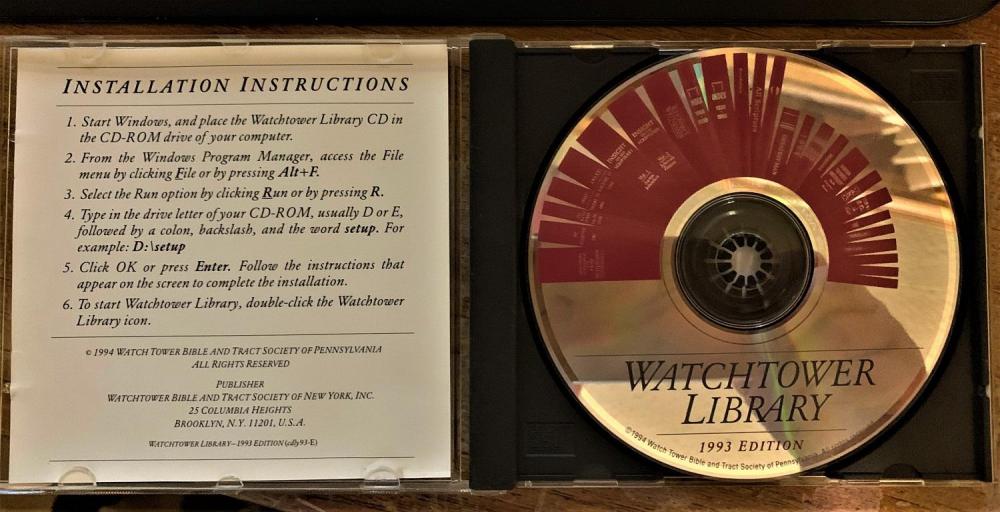 INSTALLATION INSTRUCTIONS
1. Start Windows, and place the Watchtower Library CD in
the CD-ROM drive of your computer.
2. From the Windows Program Manager, access the File
menu by clicking File or by pressing Alt+F.
3. Select the Run option by clicking Run or by pressing R.
4. Type in the drive letter of your CD-ROM, usually D or E,
followed by a colon, backslash, and the word setup. For
example: D:\setup
5. Click OK or press Enter. Follow the instructions that
appear on the screen to complete the installation.
6. To start Watchtower Library, double-click the Watchtower
Library icon.
© 1994 WATCH TOWER BIBLE AND TRACT SOCIETY OF PENNSYLVANIA
ALL RIGHTS RESERVED
PUBLISHER
WATCHTOWER BIBLE AND TRACT SOCIETY OF NEW YORK, INC.
25 COLUMBIA HEIGHTS
BROOKLYN, N.Y. 11201, U.S.A.
WATCHTOWER LIBRARY—1993 EDITION (cdly93-E)
INSIGHT
INSIGHT
All Scripture
WATCHTOWER
LIBRARY
1993 EDITION
©1994 Watch Tower Bible and Tract Society of Pennsylvania. All rights